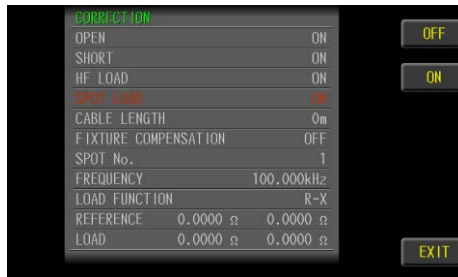 CORRECTION
OPEN ON
SHORT ON
HF LOAD ON
SPOT LOAD ON
CABLE LENGTH 0m
FIXTURE COMPENSATION OFF
SPOT No. 1
FREQUENCY 100.000kHz
LOAD FUNCTION R-X
REFERENCE 0.0000 Ω 0.0000 Ω
LOAD 0.0000 Ω 0.0000 Ω
OFF
ON
EXIT